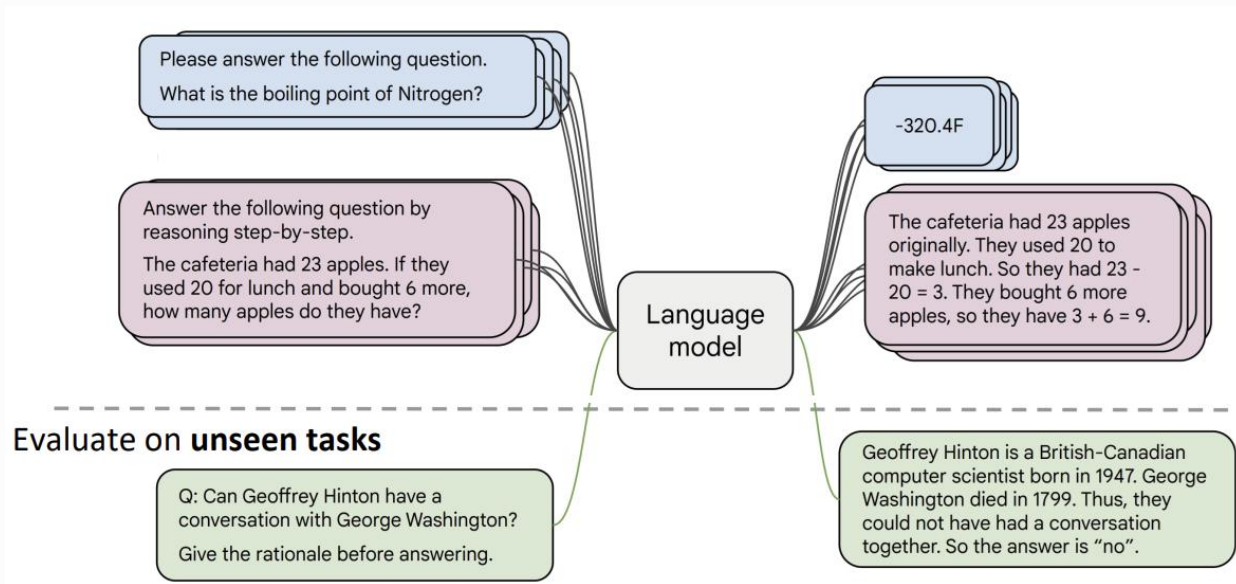 Please answer the following question.
What is the boiling point of Nitrogen?
-320.4F
Answer the following question by
reasoning step-by-step.
The cafeteria had 23 apples. If they
used 20 for lunch and bought 6 more,
how many apples do they have?
Language
model
The cafeteria had 23 apples
originally. They used 20 to
make lunch. So they had 23 -
20 = 3. They bought 6 more
apples, so they have 3 + 6 = 9.
Evaluate on unseen tasks
Q: Can Geoffrey Hinton have a
conversation with George Washington?
Give the rationale before answering.
Geoffrey Hinton is a British-Canadian
computer scientist born in 1947. George
Washington died in 1799. Thus, they
could not have had a conversation
together. So the answer is “no”.